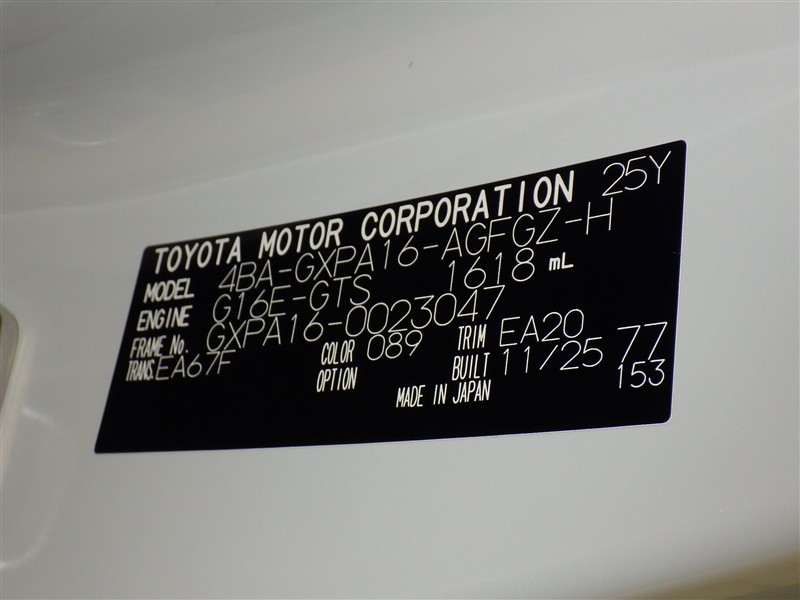 TOYOTA MOTOR CORPORATION 25Y
MODEL 4BA-GXPA16-AGFGZ-H
ENGINE G16E-GTS 1618 mL
FRAME No. GXPA16-0023047
TRANS. EA67F COLOR 089 TRIM EA20
OPTION BUILT 11/25 77
MADE IN JAPAN 153